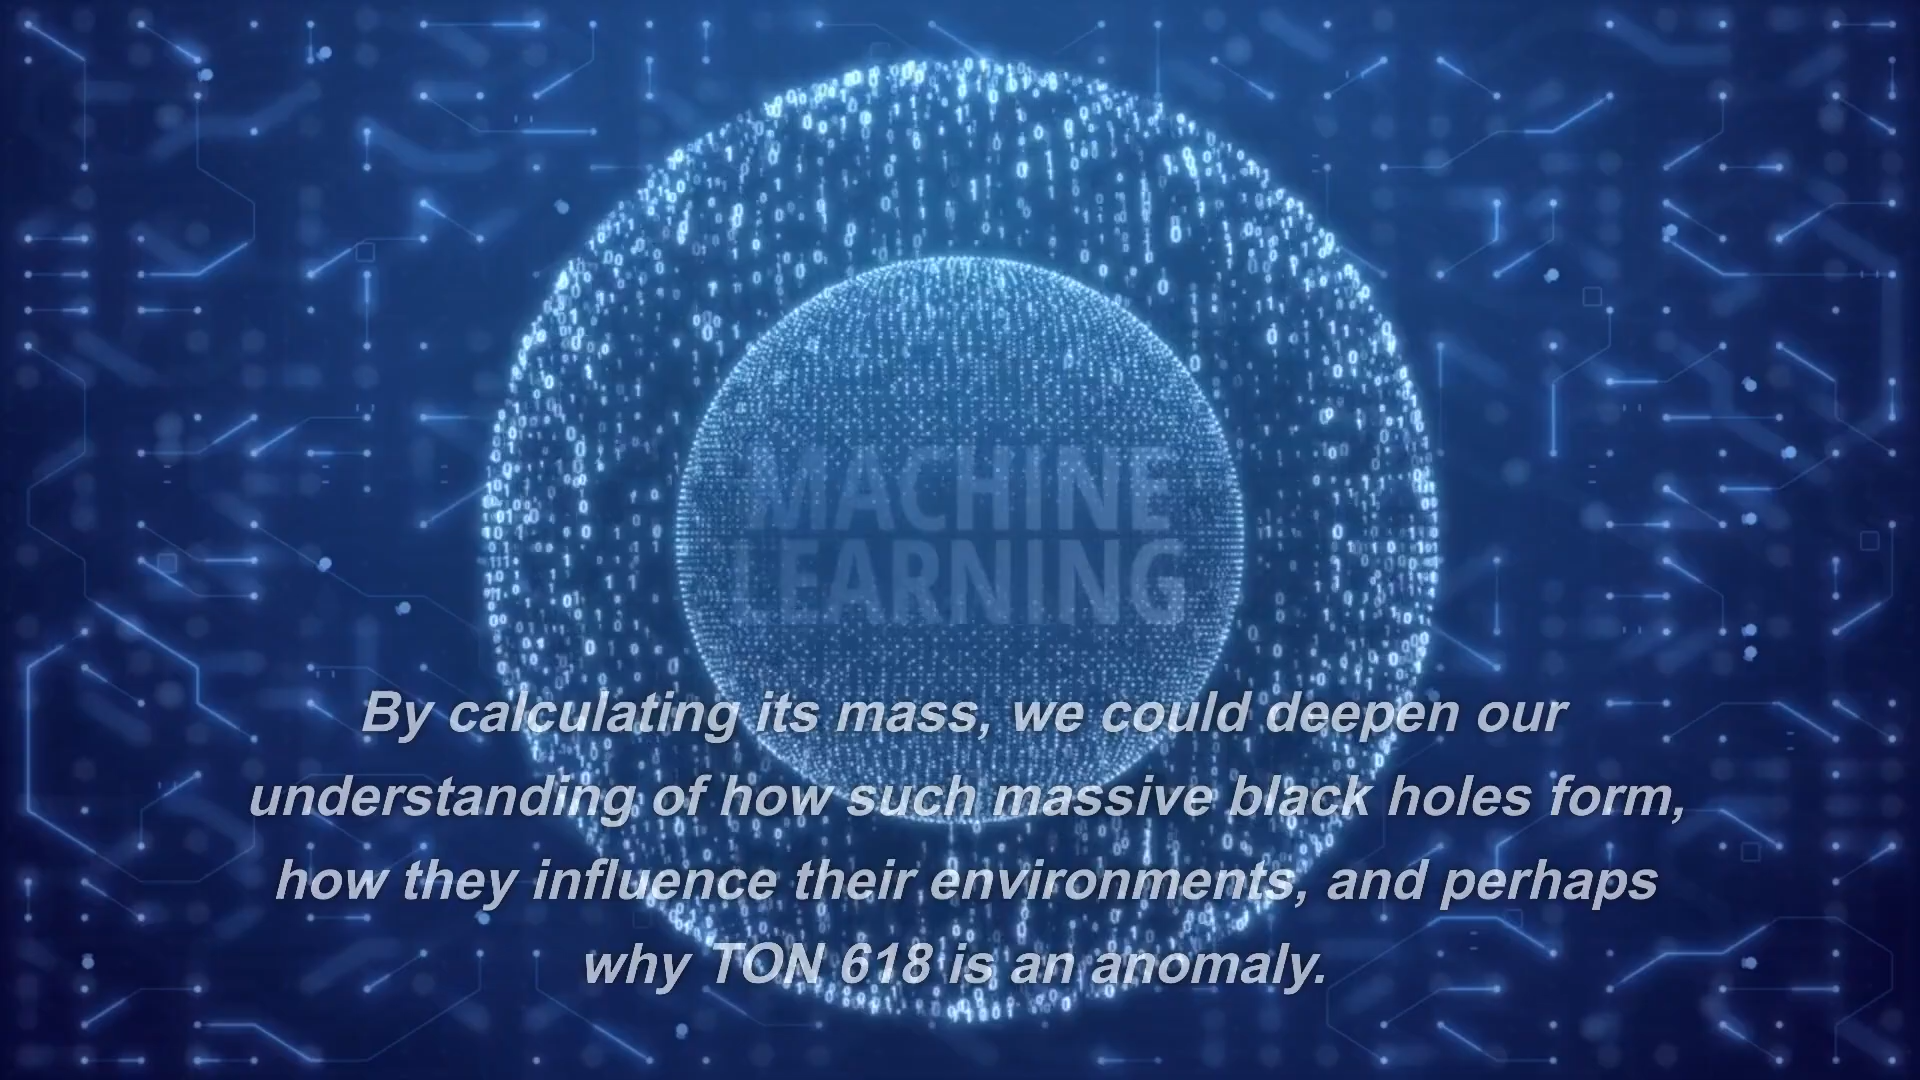 MACHINE
LEARNING
By calculating its mass, we could deepen our
understanding of how such massive black holes form,
how they influence their environments, and perhaps
why TON 618 is an anomaly.